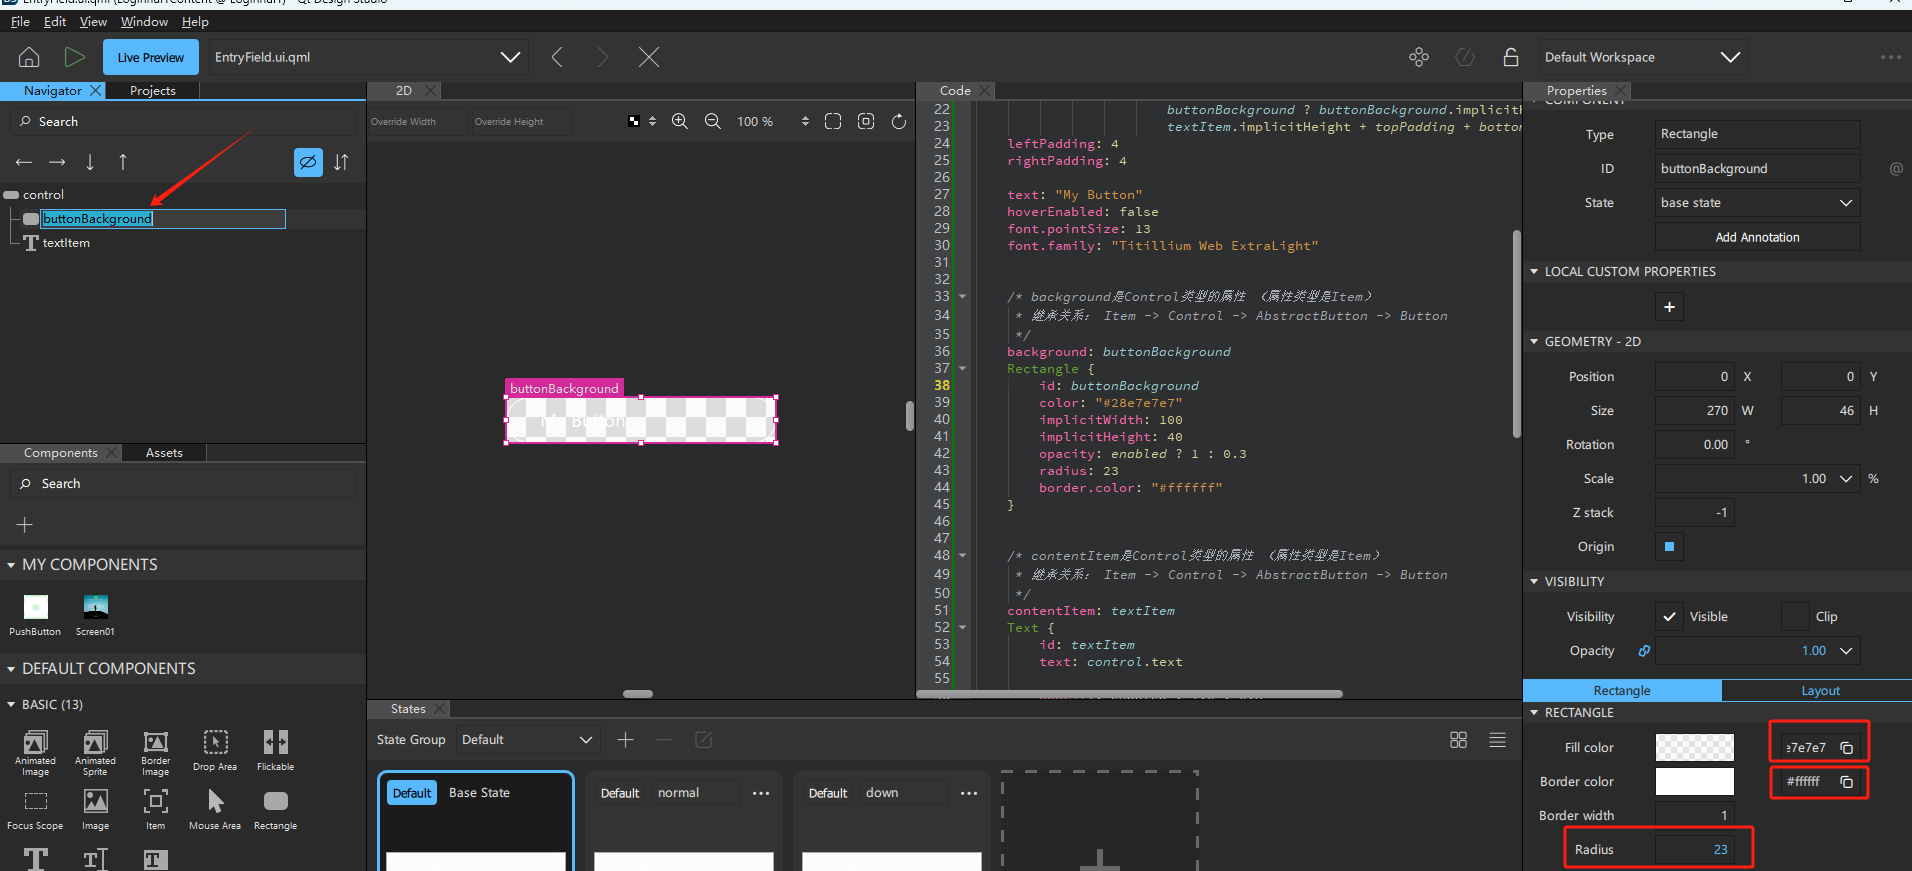 EntryField.ui.qml (LoginnarrContent @ Loginnarr) - Qt Design Studio
File Edit View Window Help
Live Preview EntryField.ui.qml Default Workspace
Navigator Projects
Search
control
buttonBackground
textItem
Components Assets
Search
MY COMPONENTS
PushButton Screen01
DEFAULT COMPONENTS
BASIC (13)
Animated Image
Animated Sprite
Border Image
Drop Area
Flickable
Focus Scope
Image
Item
Mouse Area
Rectangle
2D
Override Width Override Height 100 %
buttonBackground
My Button
Code
22 buttonBackground ? buttonBackground.implicitH
23 textItem.implicitHeight + topPadding + botton
24 leftPadding: 4
25 rightPadding: 4
26
27 text: "My Button"
28 hoverEnabled: false
29 font.pointSize: 13
30 font.family: "Titillium Web ExtraLight"
31
32
33 /* background是Control类型的属性 (属性类型是Item)
34 * 继承关系: Item -> Control -> AbstractButton -> Button
35 */
36 background: buttonBackground
37 Rectangle {
38 id: buttonBackground
39 color: "#28e7e7e7"
40 implicitWidth: 100
41 implicitHeight: 40
42 opacity: enabled ? 1 : 0.3
43 radius: 23
44 border.color: "#ffffff"
45 }
46
47
48 /* contentItem是Control类型的属性 (属性类型是Item)
49 * 继承关系: Item -> Control -> AbstractButton -> Button
50 */
51 contentItem: textItem
52 Text {
53 id: textItem
54 text: control.text
55
States
State Group Default
Default Base State
Default normal
Default down
Properties
COMPONENT
Type Rectangle
ID buttonBackground @
State base state
Add Annotation
LOCAL CUSTOM PROPERTIES
GEOMETRY - 2D
Position 0 X 0 Y
Size 270 W 46 H
Rotation 0.00 °
Scale 1.00 %
Z stack -1
Origin
VISIBILITY
Visibility Visible Clip
Opacity 1.00
Rectangle Layout
RECTANGLE
Fill color e7e7e7
Border color #ffffff
Border width 1
Radius 23